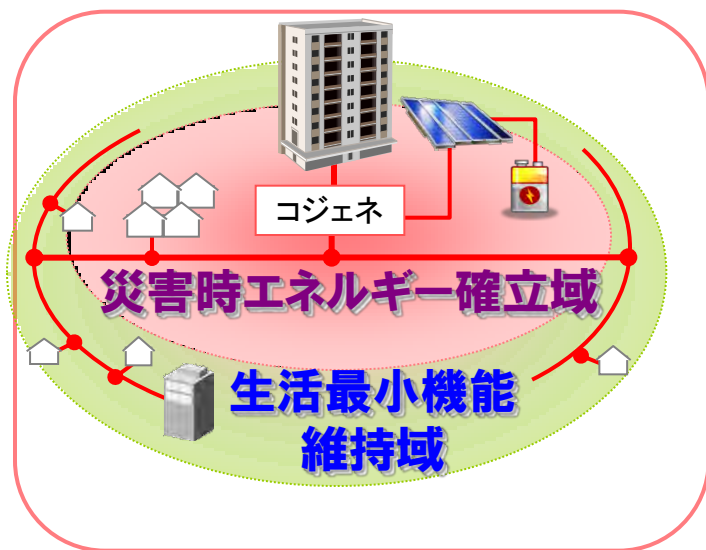 コジェネ
災害時エネルギー確立域
生活最小機能
維持域